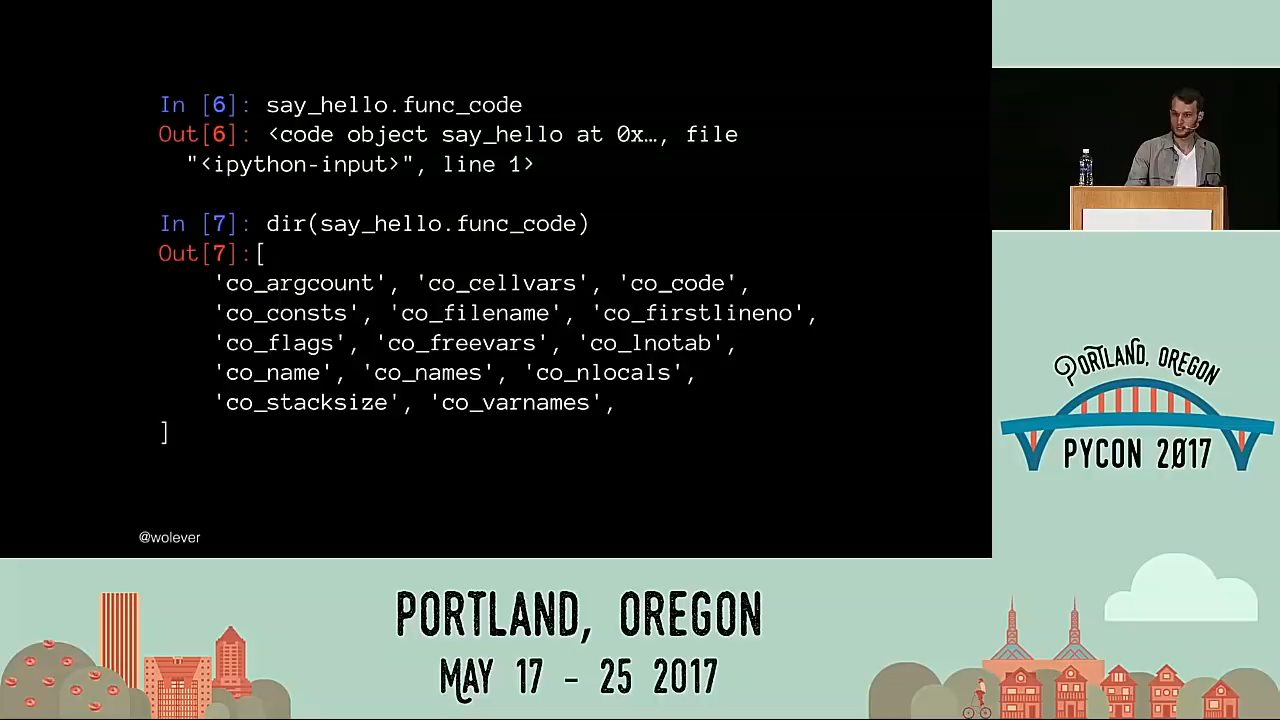 In [6]: say_hello.func_code
Out[6]: <code object say_hello at 0x…, file
"<ipython-input>", line 1>
In [7]: dir(say_hello.func_code)
Out[7]:[
'co_argcount', 'co_cellvars', 'co_code',
'co_consts', 'co_filename', 'co_firstlineno',
'co_flags', 'co_freevars', 'co_lnotab',
'co_name', 'co_names', 'co_nlocals',
'co_stacksize', 'co_varnames',
]
@wolever
PORTLAND, OREGON
PYCON 2017
PORTLAND, OREGON
MAY 17 - 25 2017